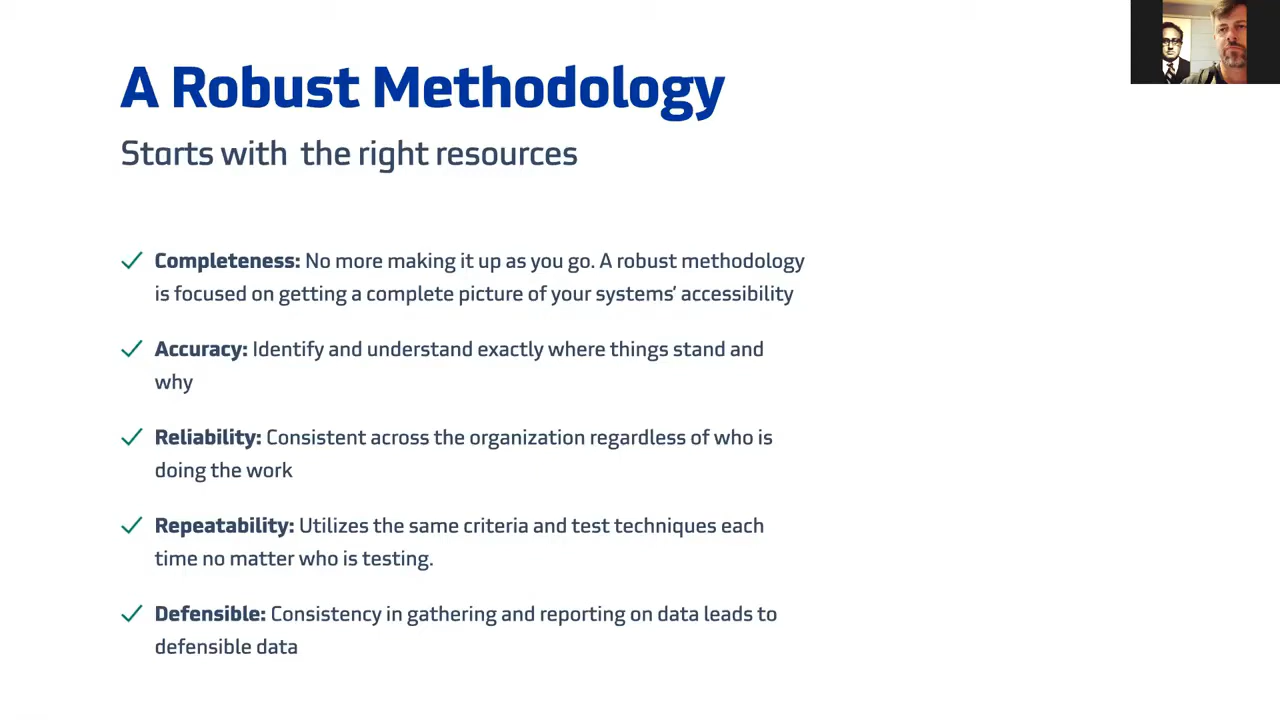 A Robust Methodology
Starts with the right resources
Completeness: No more making it up as you go. A robust methodology
is focused on getting a complete picture of your systems’ accessibility
Accuracy: Identify and understand exactly where things stand and
why
Reliability: Consistent across the organization regardless of who is
doing the work
Repeatability: Utilizes the same criteria and test techniques each
time no matter who is testing.
Defensible: Consistency in gathering and reporting on data leads to
defensible data